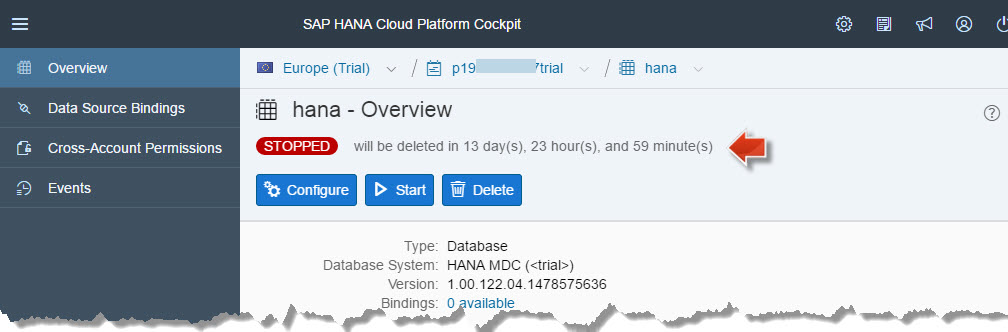 SAP HANA Cloud Platform Cockpit
Overview
Data Source Bindings
Cross-Account Permissions
Events
Europe (Trial) / p19 7trial / hana
hana - Overview
STOPPED will be deleted in 13 day(s), 23 hour(s), and 59 minute(s)
Configure Start Delete
Type: Database
Database System: HANA MDC (<trial>)
Version: 1.00.122.04.1478575636
Bindings: 0 available